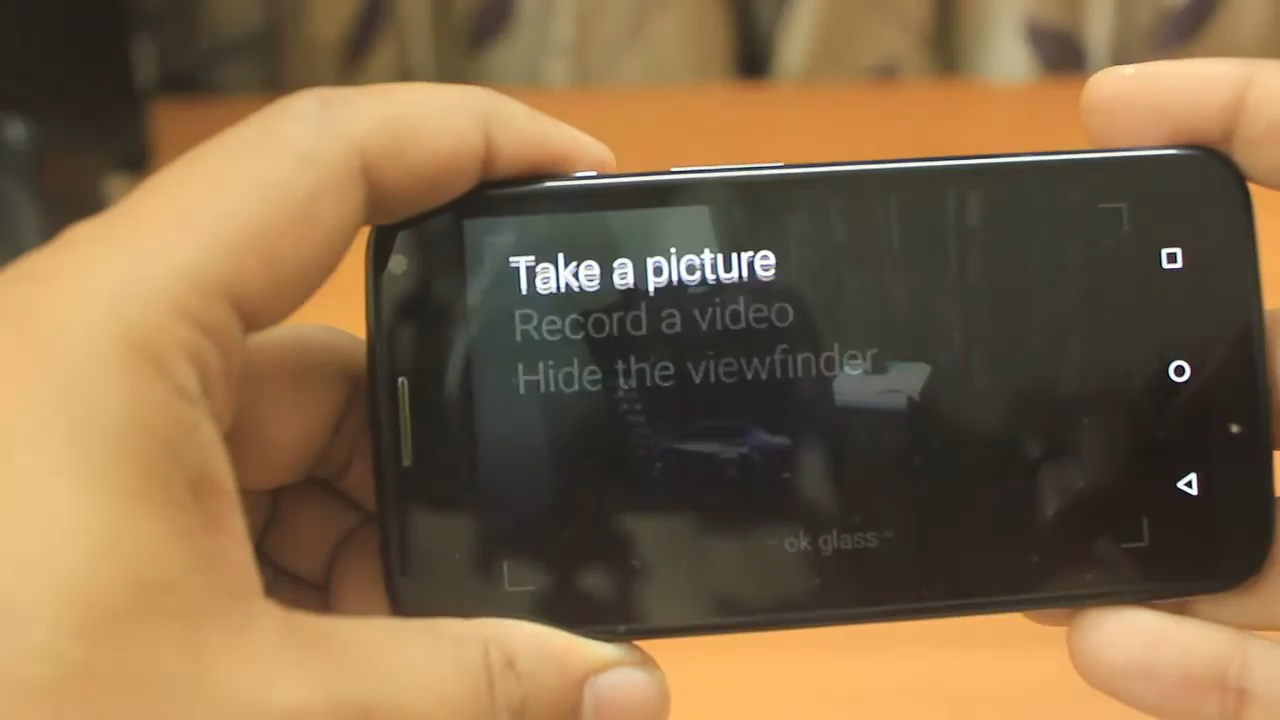 Take a picture
Record a video
Hide the viewfinder
"ok glass"